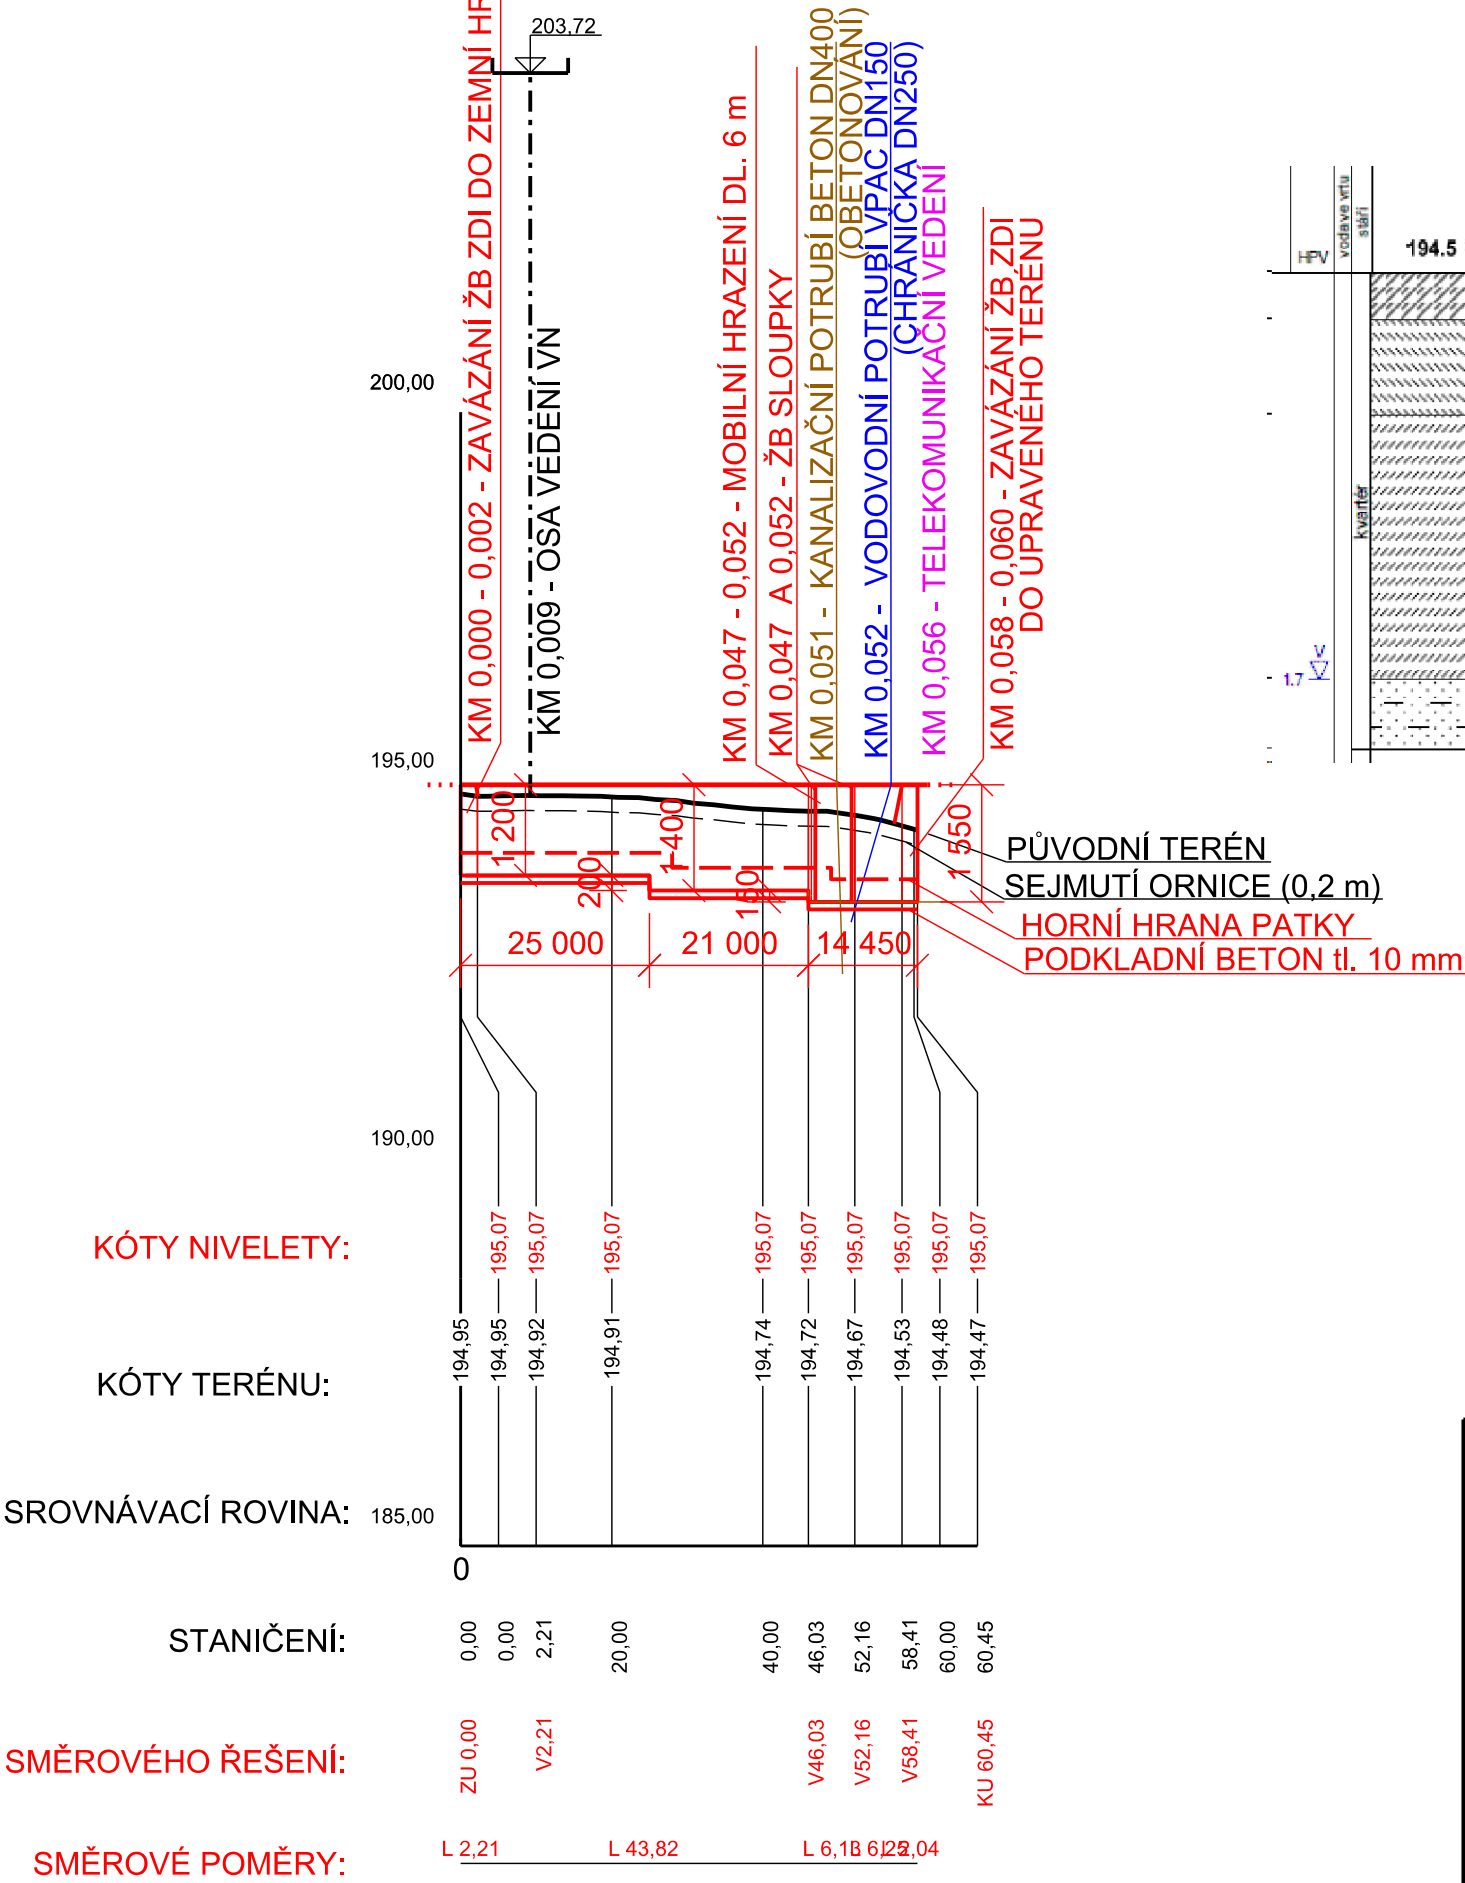 KM 0,000 - 0,002 - ZAVÁZÁNÍ ŽB ZDI DO ZEMNÍ
203,72
KM 0,009 - OSA VEDENÍ VN
KM 0,047 - 0,052 - MOBILNÍ HRAZENÍ DL. 6 m
KM 0,047 A 0,052 - ŽB SLOUPKY
KM 0,051 - KANALIZAČNÍ POTRUBÍ BETON DN400
(OBETONOVÁNÍ)
KM 0,052 - VODOVODNÍ POTRUBÍ VPAC DN150
(CHRÁNIČKA DN250)
KM 0,056 - TELEKOMUNIKAČNÍ VEDENÍ
KM 0,058 - 0,060 - ZAVÁZÁNÍ ŽB ZDI
DO UPRAVENÉHO TERÉNU
HPV
voda ve vrtu
stáří
194.5
kvartér
1.7
200,00
195,00
190,00
1 200
200
1 400
150
1 550
25 000
21 000
14 450
PŮVODNÍ TERÉN
SEJMUTÍ ORNICE (0,2 m)
HORNÍ HRANA PATKY
PODKLADNÍ BETON tl. 10 mm
KÓTY NIVELETY:
195,07
195,07
195,07
195,07
195,07
195,07
195,07
195,07
195,07
KÓTY TERÉNU:
194,95
194,95
194,92
194,91
194,74
194,72
194,67
194,53
194,48
194,47
SROVNÁVACÍ ROVINA:
185,00
0
STANIČENÍ:
0,00
0,00
2,21
20,00
40,00
46,03
52,16
58,41
60,00
60,45
SMĚROVÉHO ŘEŠENÍ:
ZU 0,00
V2,21
V46,03
V52,16
V58,41
KU 60,45
SMĚROVÉ POMĚRY:
L 2,21
L 43,82
L 6,13
L 6,25
L 2,04